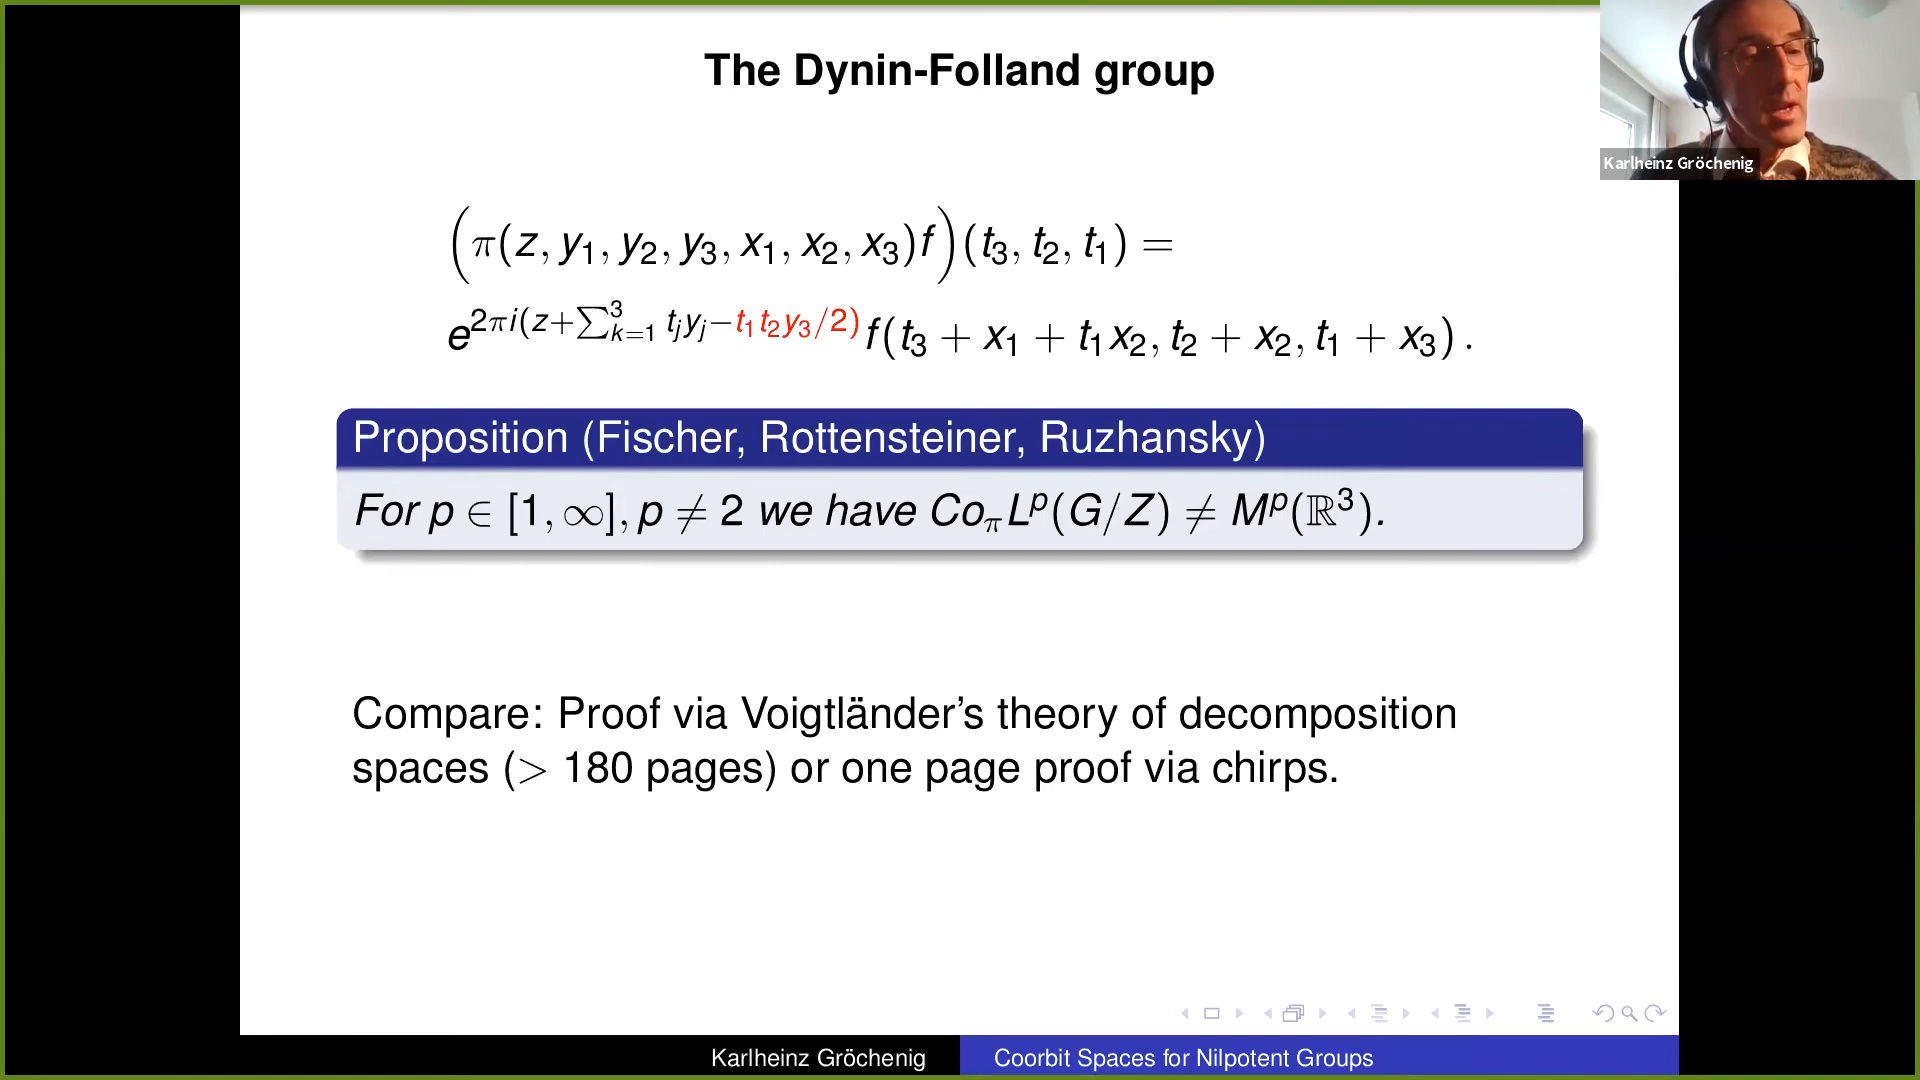 The Dynin-Folland group
Karlheinz Gröchenig
(π(z, y₁, y₂, y₃, x₁, x₂, x₃)f)(t₃, t₂, t₁) =
e^{2πi(z+∑_{k=1}^{3} t_j y_j − t₁t₂y₃/2)} f(t₃ + x₁ + t₁x₂, t₂ + x₂, t₁ + x₃) .
Proposition (Fischer, Rottensteiner, Ruzhansky)
For p ∈ [1, ∞], p ≠ 2 we have Co_π L^p(G/Z) ≠ M^p(ℝ³).
Compare: Proof via Voigtländer's theory of decomposition
spaces (> 180 pages) or one page proof via chirps.
Karlheinz Gröchenig
Coorbit Spaces for Nilpotent Groups